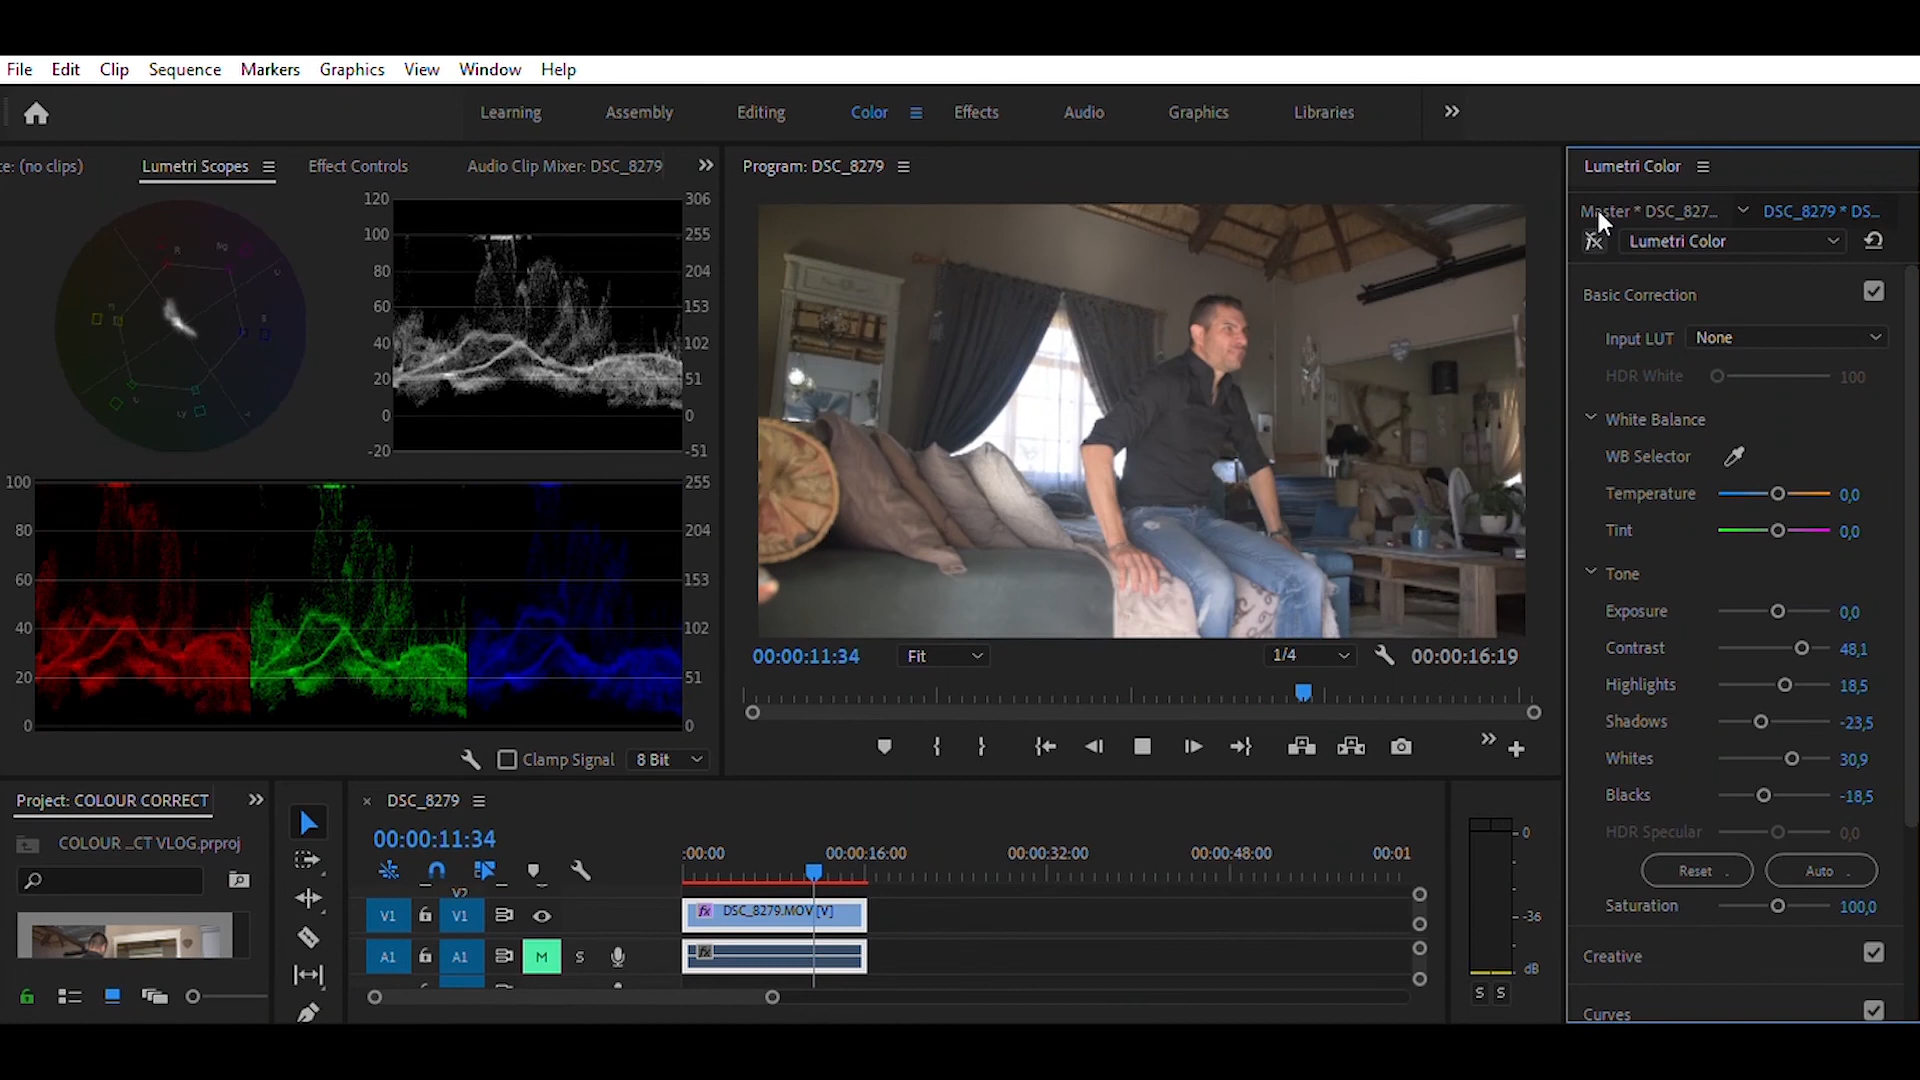 File Edit Clip Sequence Markers Graphics View Window Help
Learning Assembly Editing Color Effects Audio Graphics Libraries
ce: (no clips) Lumetri Scopes Effect Controls Audio Clip Mixer: DSC_8279
Program: DSC_8279
Lumetri Color
Master * DSC_827... DSC_8279 * DS...
fx Lumetri Color
120 306
100 255
80 204
60 153
40 102
20 51
0 0
-20 -51
100 255
80 204
60 153
40 102
20 51
0 0
Clamp Signal 8 Bit
00:00:11:34 Fit 1/4 00:00:16:19
Basic Correction
Input LUT None
HDR White 100
White Balance
WB Selector
Temperature 0,0
Tint 0,0
Tone
Exposure 0,0
Contrast 48,1
Highlights 18,5
Shadows -23,5
Whites 30,9
Blacks -18,5
HDR Specular 0,0
Reset Auto
Saturation 100,0
Creative
Curves
Project: COLOUR CORRECT
COLOUR _CT VLOG.prproj
× DSC_8279
00:00:11:34
:00:00 00:00:16:00 00:00:32:00 00:00:48:00 00:01
V2
V1 V1 fx DSC_8279.MOV [V]
A1 A1 M S fx
0
-36
dB
S S